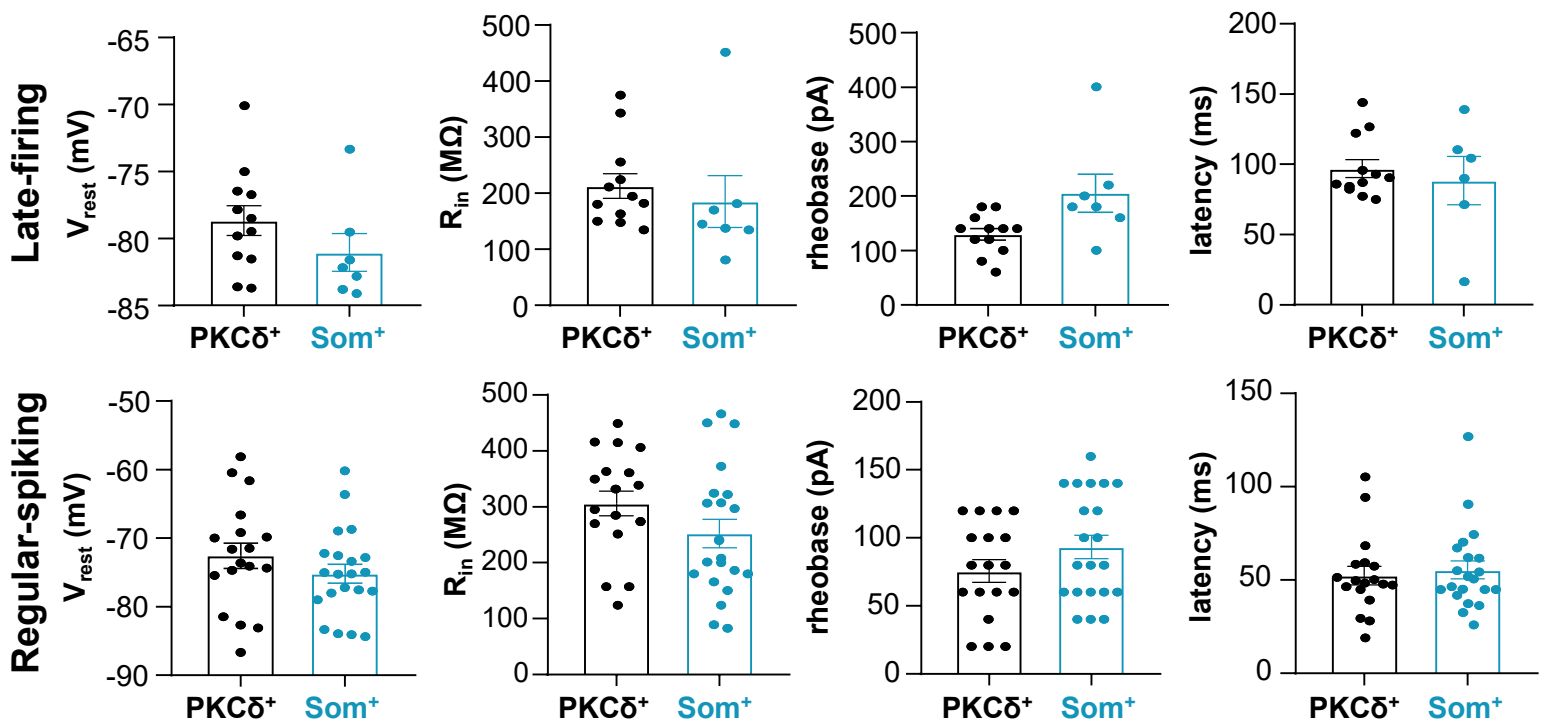 Late-firing
Vrest (mV)
-65
-70
-75
-80
-85
PKCδ+ Som+
Rin (MΩ)
500
400
300
200
100
0
PKCδ+ Som+
rheobase (pA)
500
400
300
200
100
0
PKCδ+ Som+
latency (ms)
200
150
100
50
0
PKCδ+ Som+
Regular-spiking
Vrest (mV)
-50
-60
-70
-80
-90
PKCδ+ Som+
Rin (MΩ)
500
400
300
200
100
0
PKCδ+ Som+
rheobase (pA)
200
150
100
50
0
PKCδ+ Som+
latency (ms)
150
100
50
0
PKCδ+ Som+